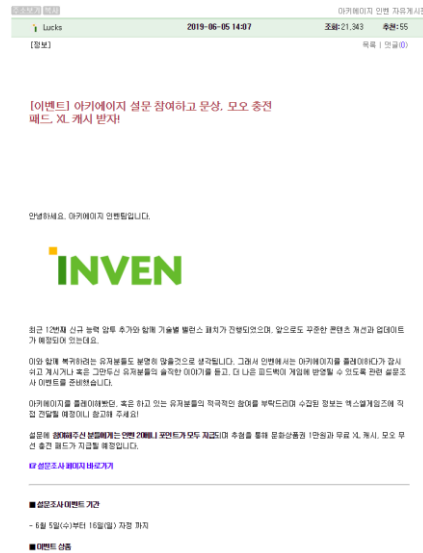 주소보기 복사
아키에이지 인벤 자유게시판
Lucks 2019-06-05 14:07 조회: 21,343 추천: 55
[정보] 목록 | 댓글(0)
[이벤트] 아키에이지 설문 참여하고 문상, 모오 충전
패드, XL 캐시 받자!
안녕하세요. 아키에이지 인벤팀입니다.
INVEN
최근 12번째 신규 능력 암투 추가와 함께 기술별 밸런스 패치가 진행되었으며, 앞으로도 꾸준한 콘텐츠 개선과 업데이트
가 예정되어 있는데요.
이와 함께 복귀하려는 유저분들도 분명히 많을것으로 생각됩니다. 그래서 인벤에서는 아키에이지를 플레이하다가 잠시
쉬고 계시거나 혹은 그만두신 유저분들의 솔직한 이야기를 듣고, 더 나은 피드백이 게임에 반영될 수 있도록 관련 설문조
사 이벤트를 준비했습니다.
아키에이지를 플레이해봤던, 혹은 하고 있는 유저분들의 적극적인 참여를 부탁드리며 수집된 정보는 엑스엘게임즈에 직
접 전달될 예정이니 참고해 주세요!
설문에 참여해주신 분들에게는 인벤 200베니 포인트가 모두 지급되며 추첨을 통해 문화상품권 1만원과 무료 XL 캐시, 모오 무
선 충전 패드가 지급될 예정입니다.
☞ 설문조사 페이지 바로가기
■ 설문조사 이벤트 기간
- 6월 5일(수)부터 16일(일) 자정 까지
■ 이벤트 상품